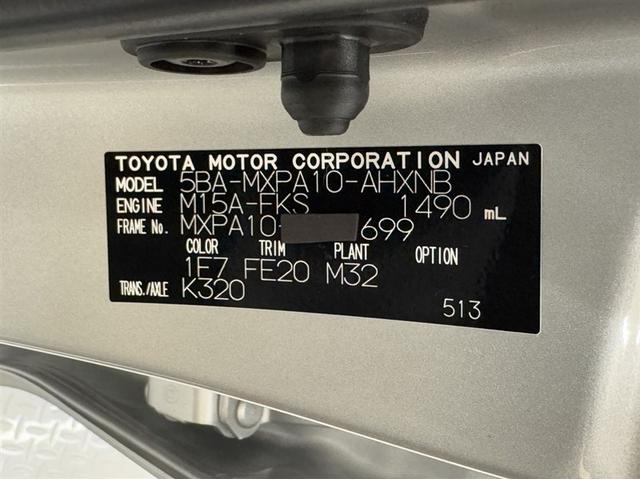 TOYOTA MOTOR CORPORATION JAPAN
MODEL 5BA-MXPA10-AHXNB
ENGINE M15A-FKS 1490 mL
FRAME No. MXPA10- 699
COLOR TRIM PLANT OPTION
1E7 FE20 M32
TRANS./AXLE K320
513